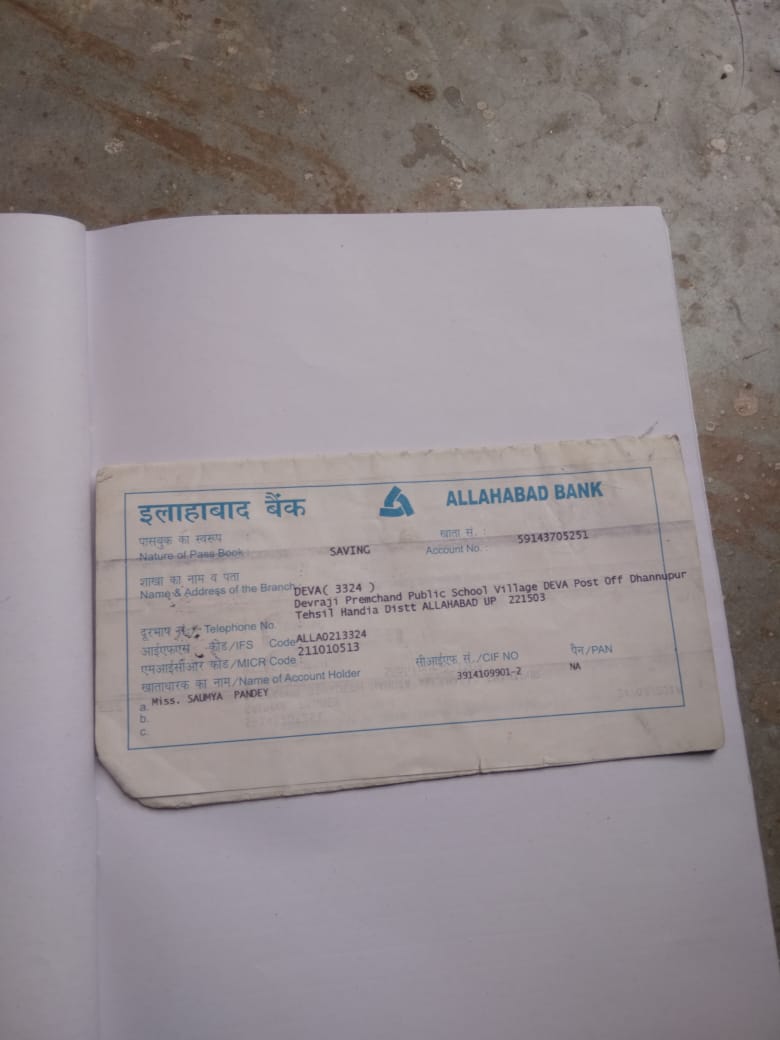 इलाहाबाद बैंक ALLAHABAD BANK
पासबुक का स्वरूप खाता सं. :
Nature of Pass Book : SAVING Account No. : 59143705251
शाखा का नाम व पता
Name & Address of the Branch DEVA( 3324 )
Devraji Premchand Public School Village DEVA Post Off Dhannupur
Tehsil Handia Distt ALLAHABAD UP 221503
दूरभाष नं. Telephone No.
आईएफएस कोड/IFS Code ALLA0213324
एमआईसीआर कोड/MICR Code : 211010513
खाताधारक का नाम/Name of Account Holder सीआईएफ सं./CIF NO पैन/PAN
a. Miss. SAUMYA PANDEY 3914109901-2 NA
b.
c.